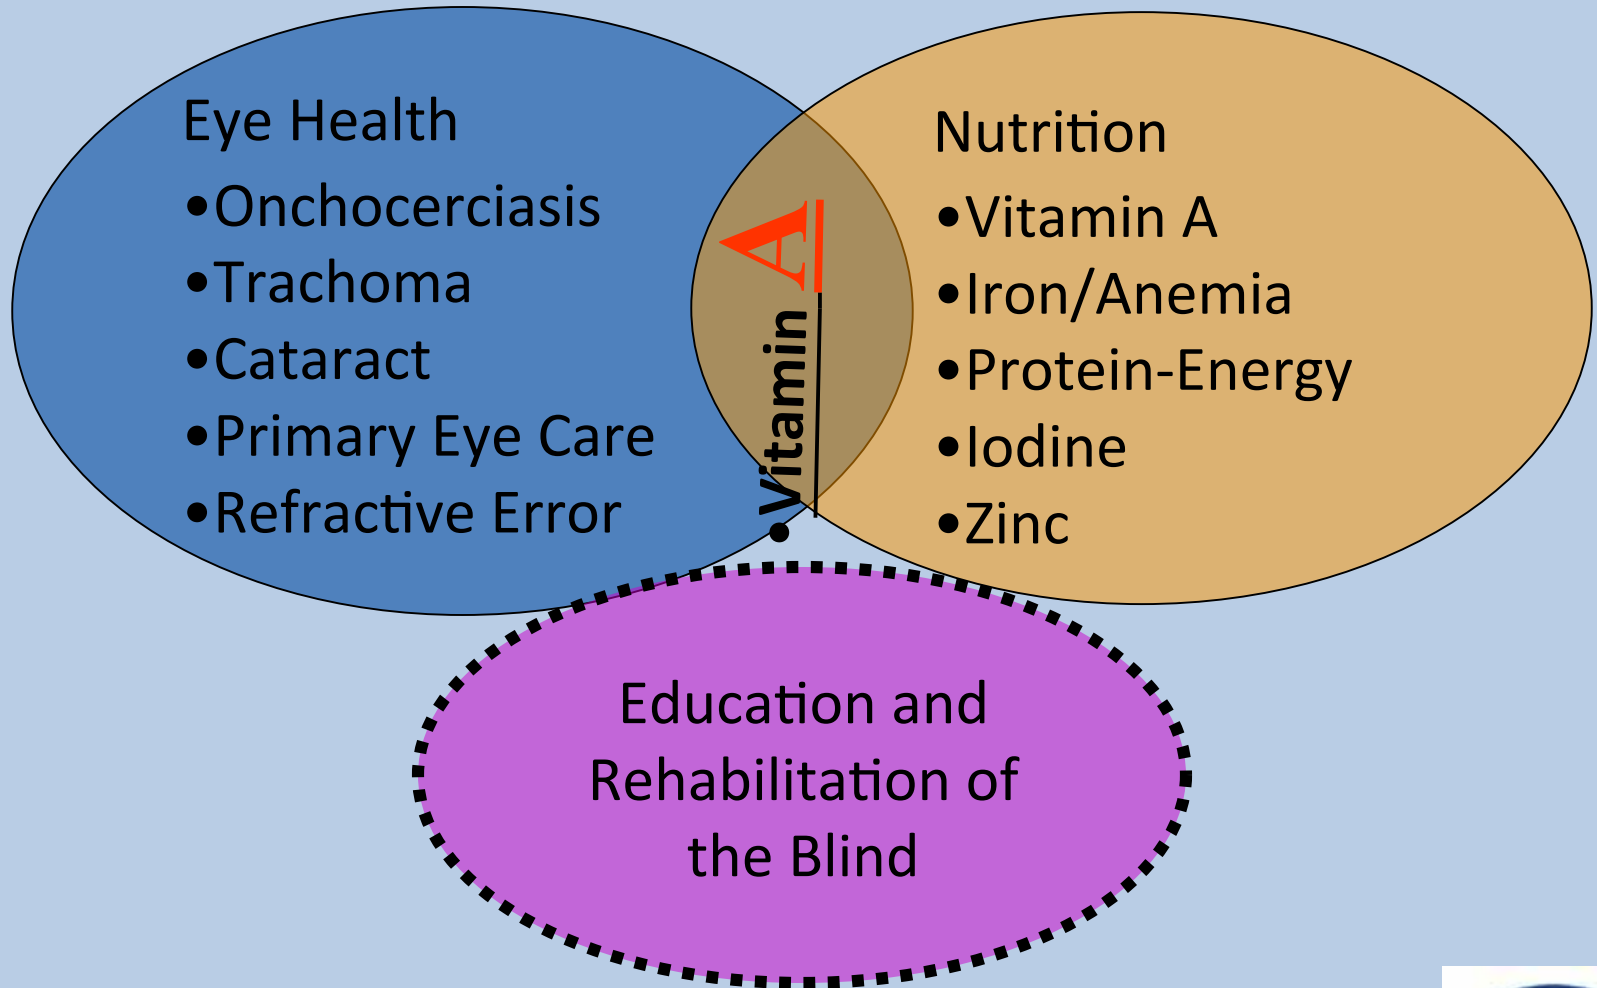 Eye Health
•Onchocerciasis
•Trachoma
•Cataract
•Primary Eye Care
•Refractive Error
•Vitamin A
Nutrition
•Vitamin A
•Iron/Anemia
•Protein-Energy
•Iodine
•Zinc
Education and
Rehabilitation of
the Blind